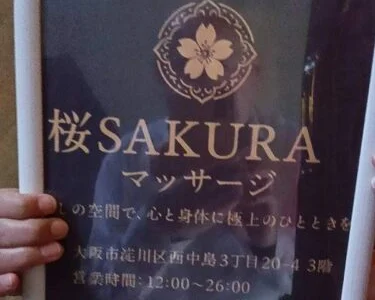 桜SAKURA
マッサージ
しの空間で、心と身体に極上のひとときを
大阪市淀川区西中島3丁目20-4 3階
営業時間:12:00~26:00